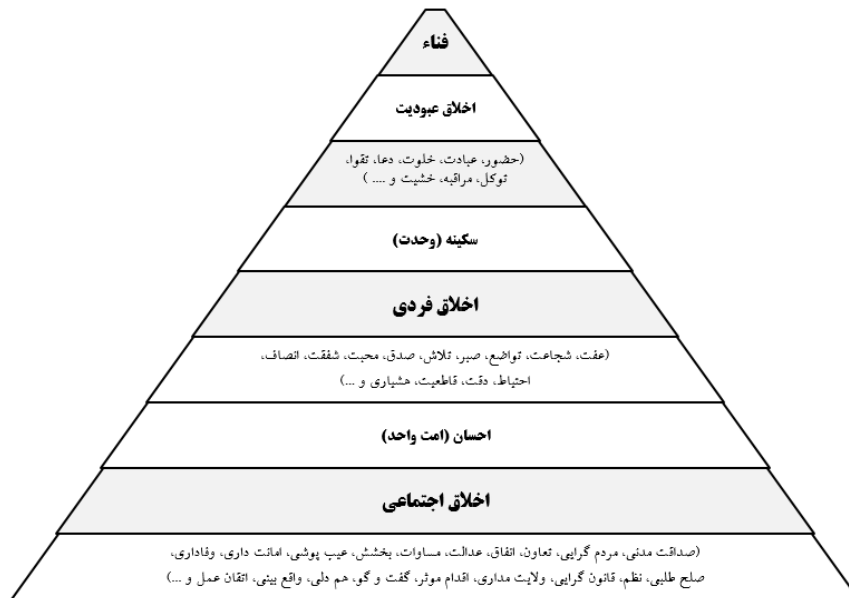 فناء
اخلاق عبودیت
(حضور، عبادت، خلوت، دعا، تقوا،
توکل، مراقبه، خشیت و .... )
سکینه (وحدت)
اخلاق فردی
(عفت، شجاعت، تواضع، صبر، تلاش، صدق، محبت، شفقت، انصاف،
احتیاط، دقت، قاطعیت، هشیاری و ...)
احسان (امت واحد)
اخلاق اجتماعی
(صداقت مدنی، مردم گرایی، تعاون، انفاق، عدالت، مساوات، بخشش، عیب پوشی، امانت داری، وفاداری،
صلح طلبی، نظم، قانون گرایی، ولایت مداری، اقدام موثر، گفت و گو، هم دلی، واقع بینی، اتقان عمل و ...)